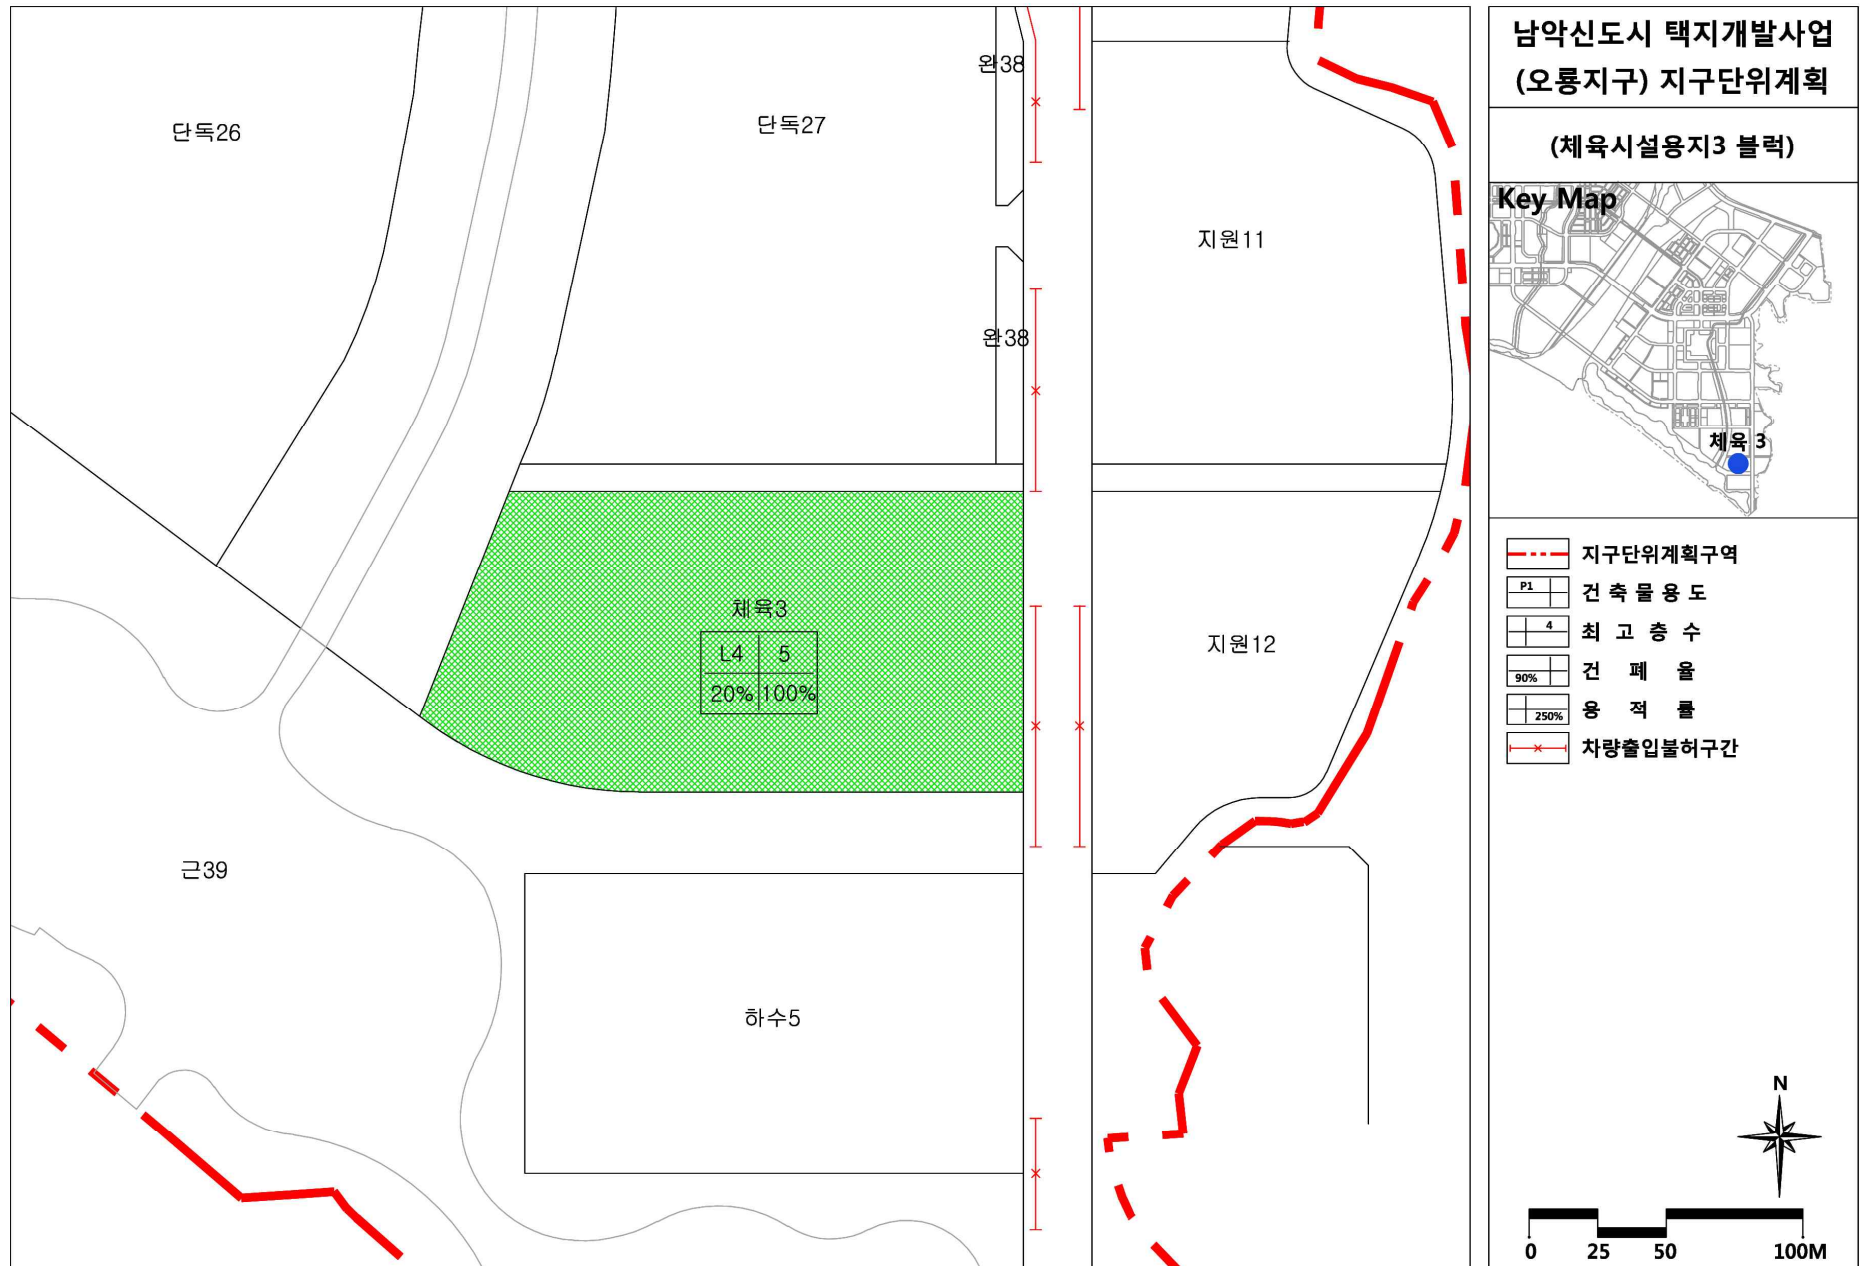 남악신도시 택지개발사업
(오룡지구) 지구단위계획
(체육시설용지3 블럭)
Key Map
체육 3
지구단위계획구역
P1
건축물용도
4
최고층수
90%
건폐율
250%
용적률
차량출입불허구간
N
0 25 50 100M
단독26
단독27
완38
지원11
완38
체육3
L4 5
20% 100%
지원12
근39
하수5